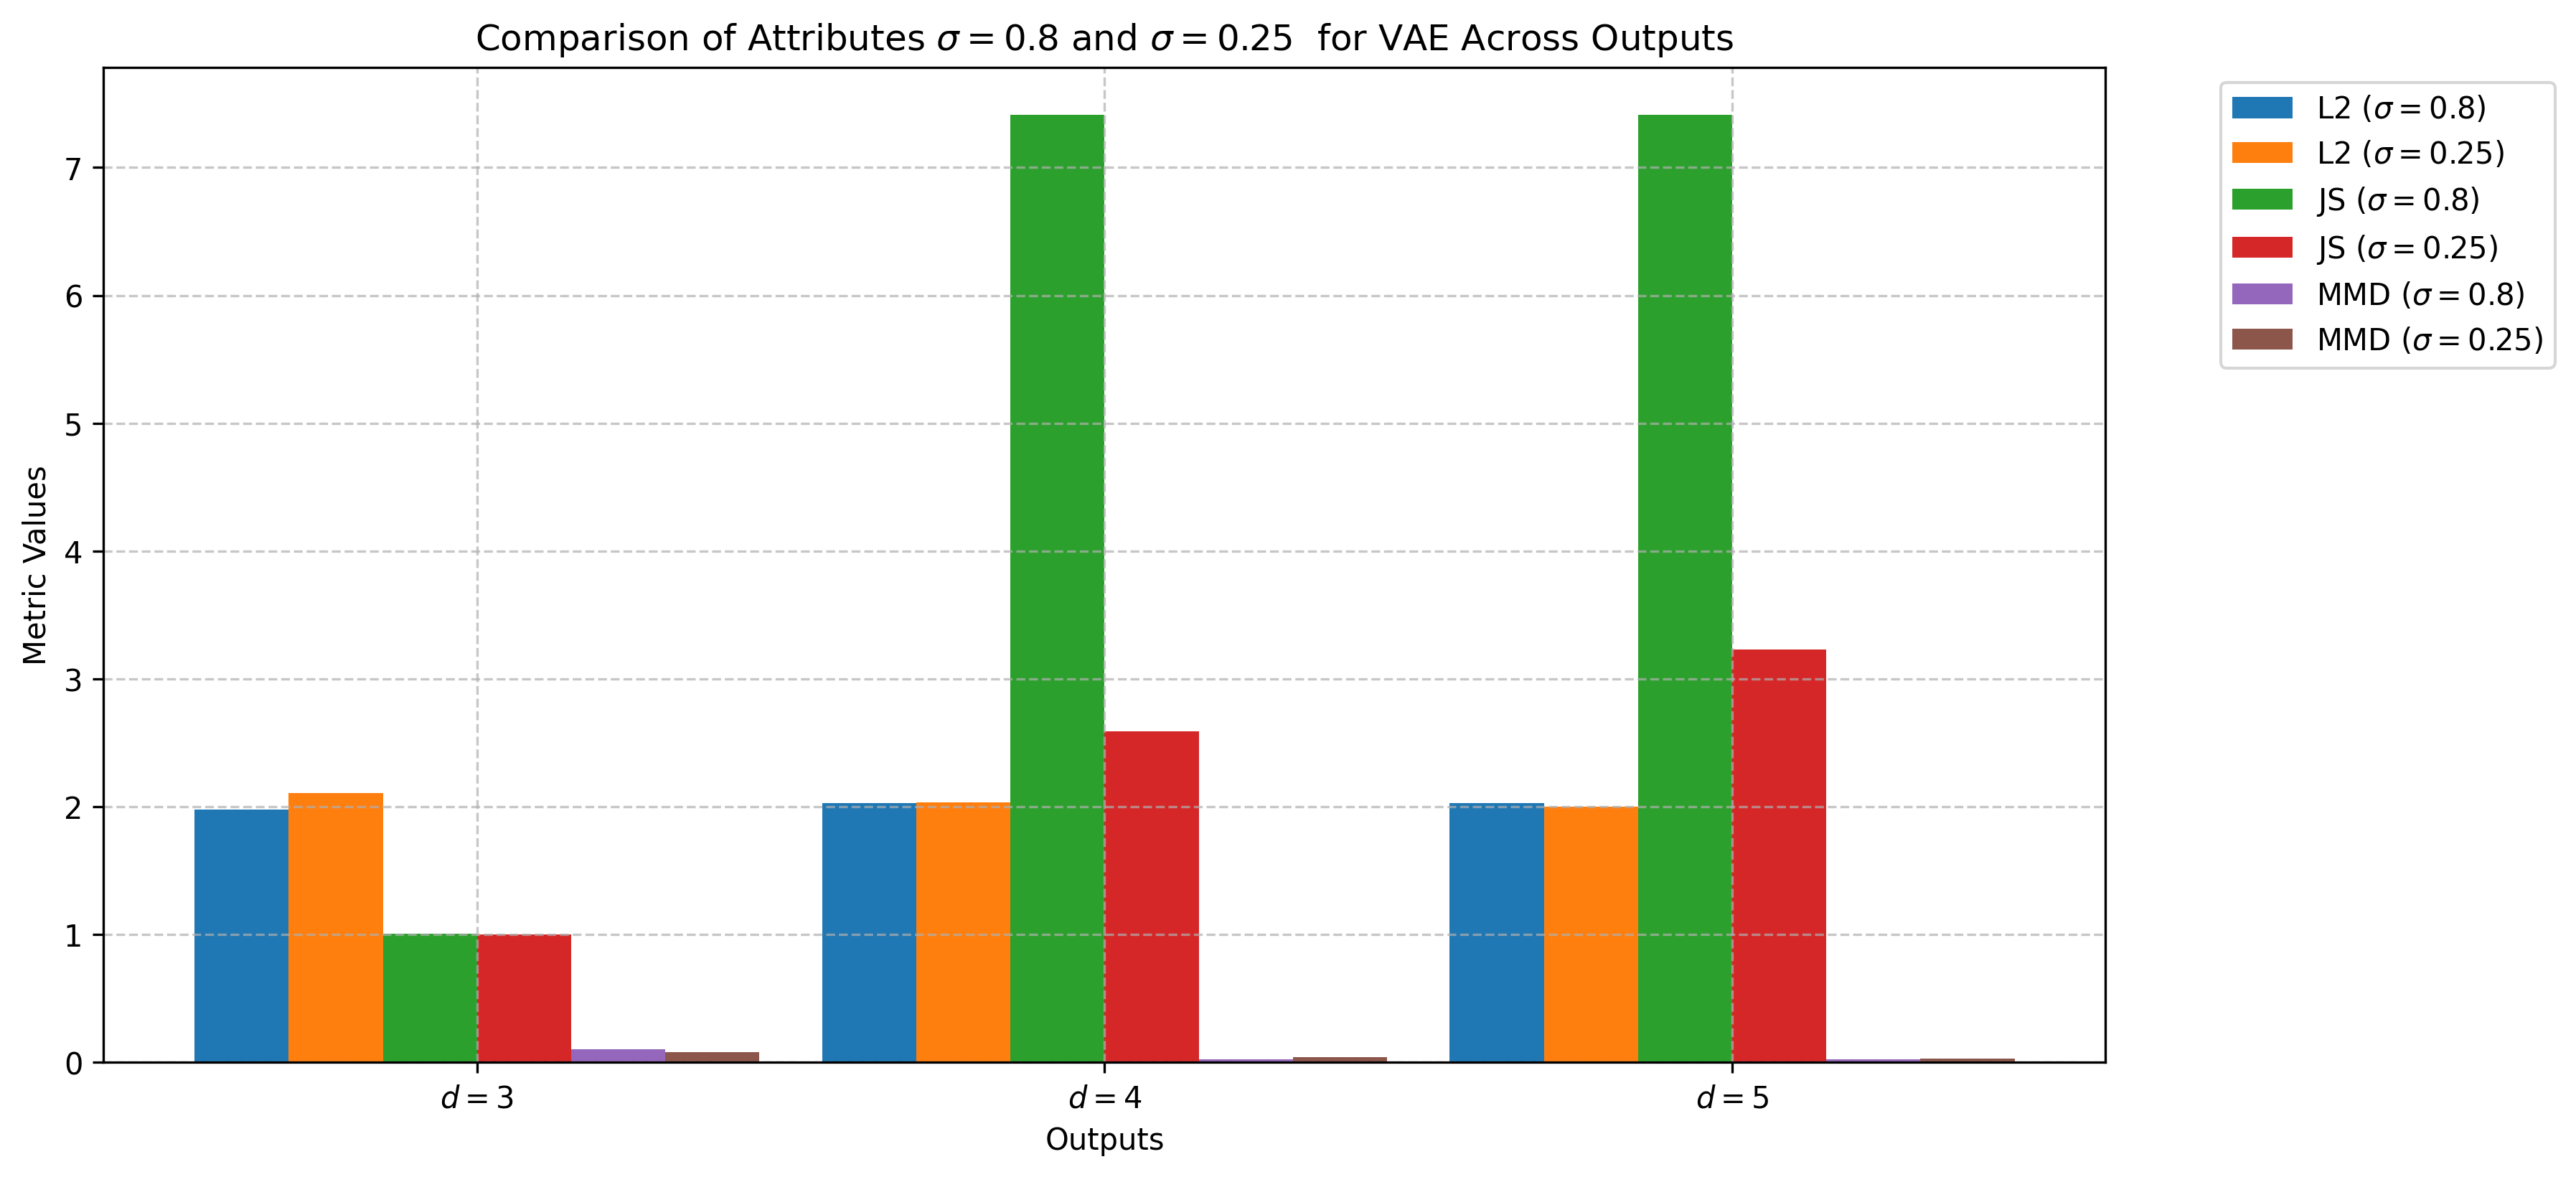 Comparison of Attributes σ = 0.8 and σ = 0.25 for VAE Across Outputs
Metric Values
7
6
5
4
3
2
1
0
d = 3
d = 4
d = 5
Outputs
L2 (σ = 0.8)
L2 (σ = 0.25)
JS (σ = 0.8)
JS (σ = 0.25)
MMD (σ = 0.8)
MMD (σ = 0.25)